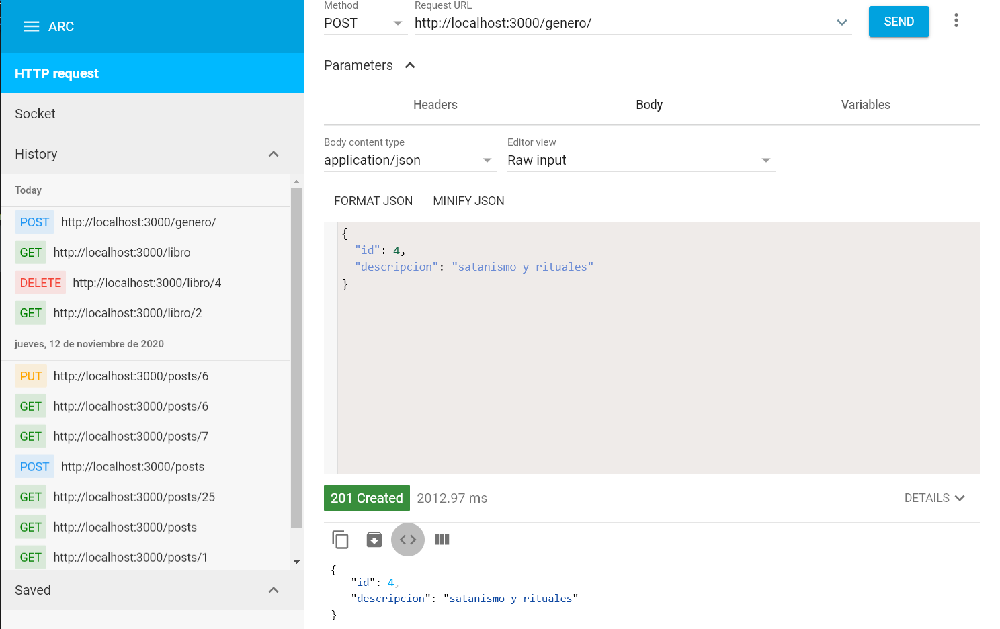 ARC
HTTP request
Socket
History
Today
POST http://localhost:3000/genero/
GET http://localhost:3000/libro
DELETE http://localhost:3000/libro/4
GET http://localhost:3000/libro/2
jueves, 12 de noviembre de 2020
PUT http://localhost:3000/posts/6
GET http://localhost:3000/posts/6
GET http://localhost:3000/posts/7
POST http://localhost:3000/posts
GET http://localhost:3000/posts/25
GET http://localhost:3000/posts
GET http://localhost:3000/posts/1
Saved
Method Request URL
POST http://localhost:3000/genero/ SEND
Parameters
Headers Body Variables
Body content type Editor view
application/json Raw input
FORMAT JSON MINIFY JSON
{
"id": 4,
"descripcion": "satanismo y rituales"
}
201 Created 2012.97 ms DETAILS
{
"id": 4,
"descripcion": "satanismo y rituales"
}